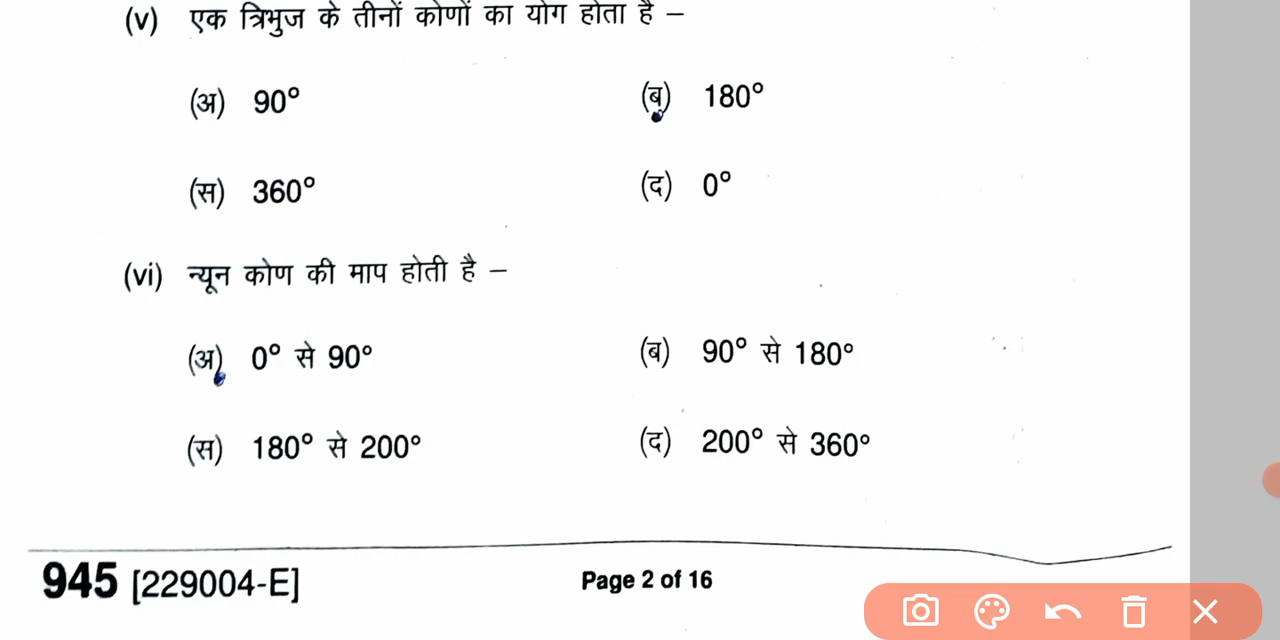 (v) एक त्रिभुज के तीनों कोणों का योग होता है –
(अ) 90° (ब) 180°
(स) 360° (द) 0°
(vi) न्यून कोण की माप होती है –
(अ) 0° से 90° (ब) 90° से 180°
(स) 180° से 200° (द) 200° से 360°
945 [229004-E] Page 2 of 16